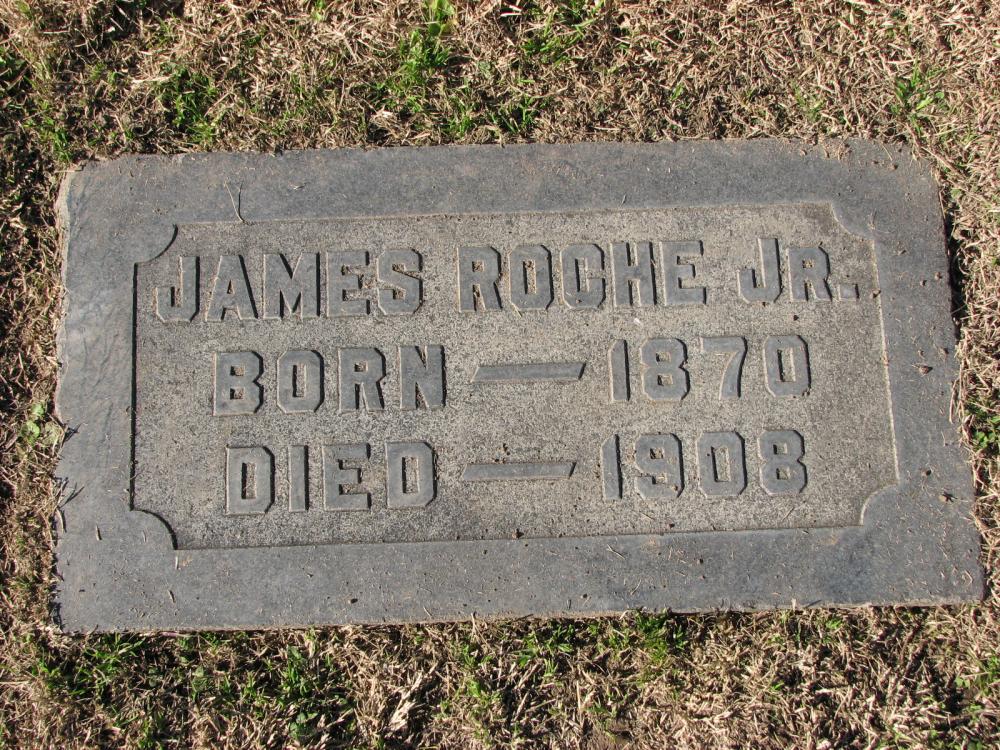 JAMES ROCHE JR.
BORN — 1870
DIED — 1908